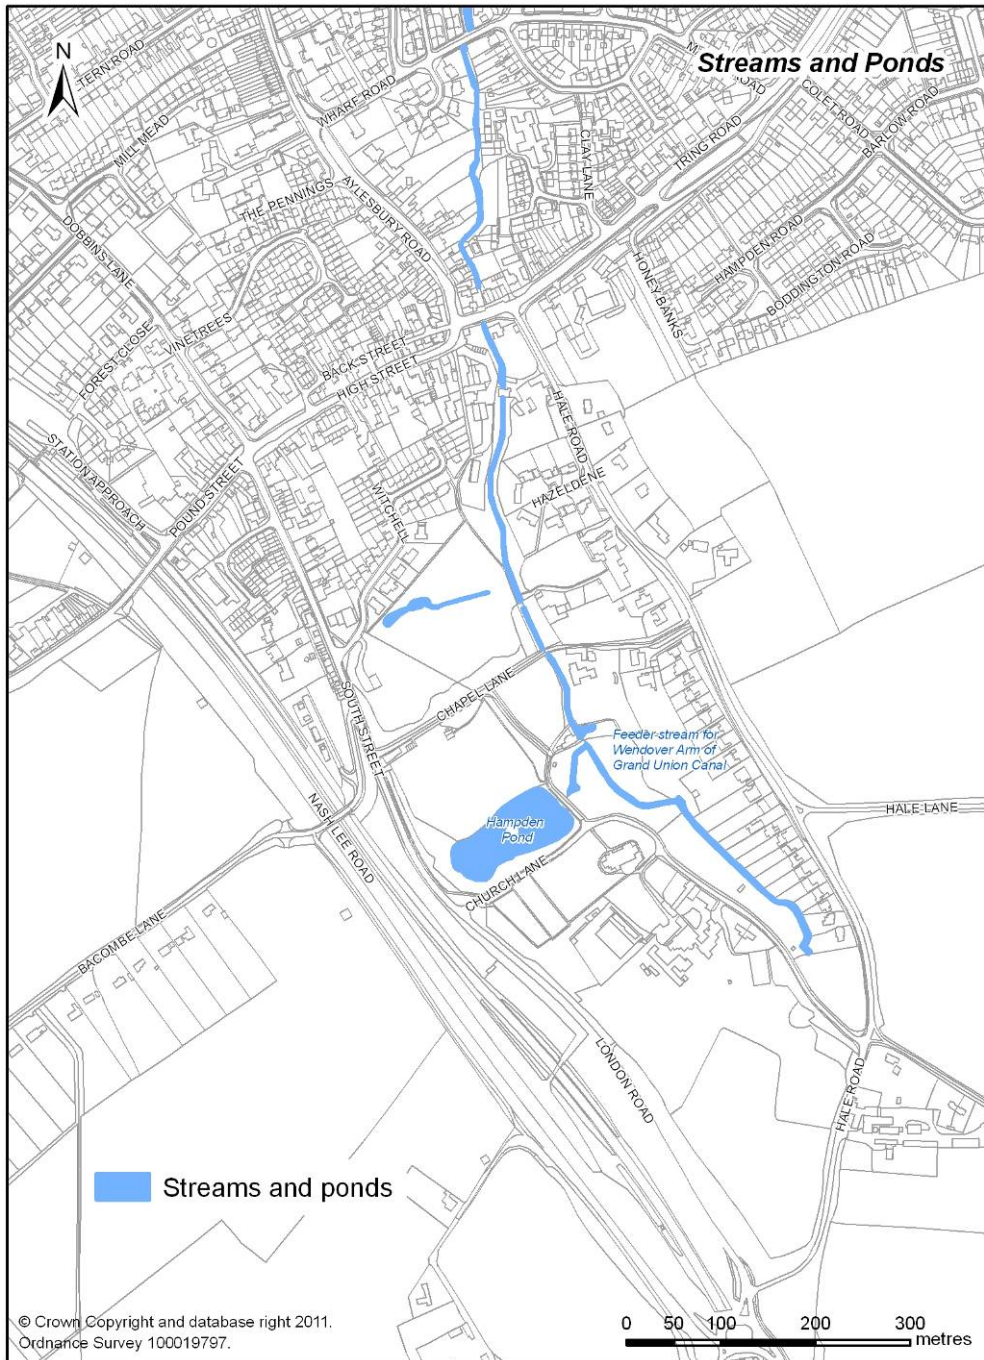 N
Streams and Ponds
TERN ROAD
WHARF ROAD
MILL MEAD
ROAD
COLET ROAD
BARLOW ROAD
TRING ROAD
CLAY LANE
THE PENNINGS
AYLESBURY ROAD
DOBBINS LANE
HAMPDEN ROAD
BODDINGTON ROAD
HONEY BANKS
VINETREES
FOREST CLOSE
BACK STREET
HIGH STREET
HALE ROAD
STATION APPROACH
POUND STREET
WITCHELL
HAZELDENE
SOUTH STREET
CHAPEL LANE
Feeder stream for
Wendover Arm of
Grand Union Canal
HALE LANE
NASH LEE ROAD
Hampden
Pond
CHURCH LANE
BACOMBE LANE
LONDON ROAD
HALE ROAD
Streams and ponds
© Crown Copyright and database right 2011.
Ordnance Survey 100019797.
0 50 100 200 300
metres